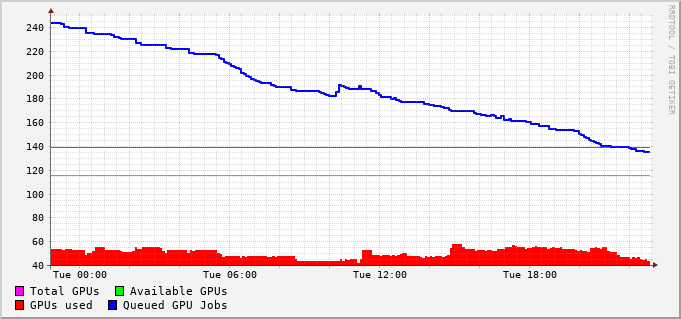 RRDTOOL / TOBI OETIKER
240
220
200
180
160
140
120
100
80
60
40
Tue 00:00 Tue 06:00 Tue 12:00 Tue 18:00
Total GPUs Available GPUs
GPUs used Queued GPU Jobs